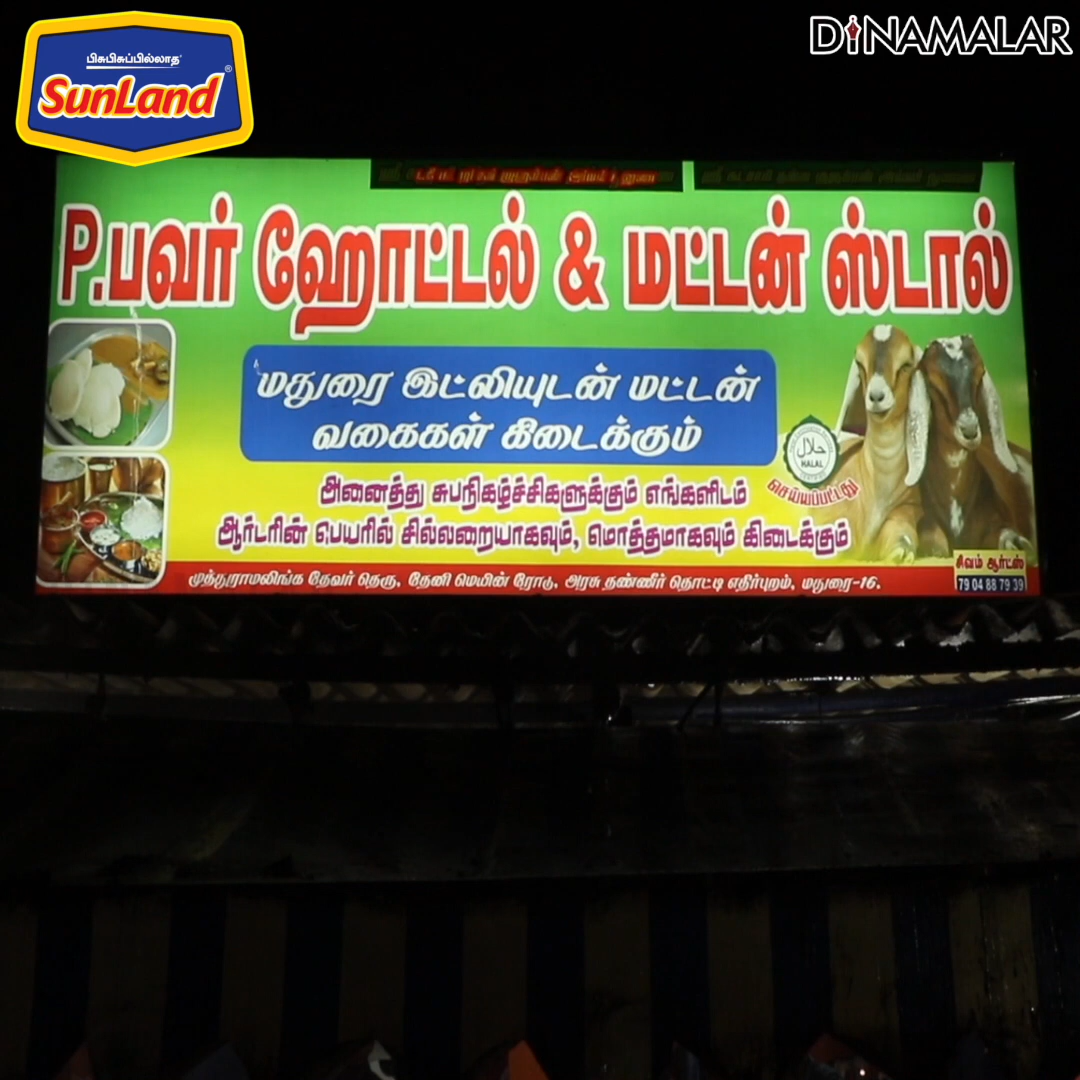 பிசுபிசுப்பில்லாத
SunLand®
DINAMALAR
P.பவர் ஹோட்டல் & மட்டன் ஸ்டால்
மதுரை இட்லியுடன் மட்டன்
வகைகள் கிடைக்கும்
حلال
HALAL
செய்யப்பட்டது
அனைத்து சுபநிகழ்ச்சிகளுக்கும் எங்களிடம்
ஆர்டரின் பெயரில் சில்லறையாகவும், மொத்தமாகவும் கிடைக்கும்
முத்துராமலிங்க தேவர் தெரு, தேனி மெயின் ரோடு, அரசு தண்ணீர் தொட்டி எதிர்புறம், மதுரை-16.
சிவம் ஆர்ட்ஸ்
79 04 88 79 39